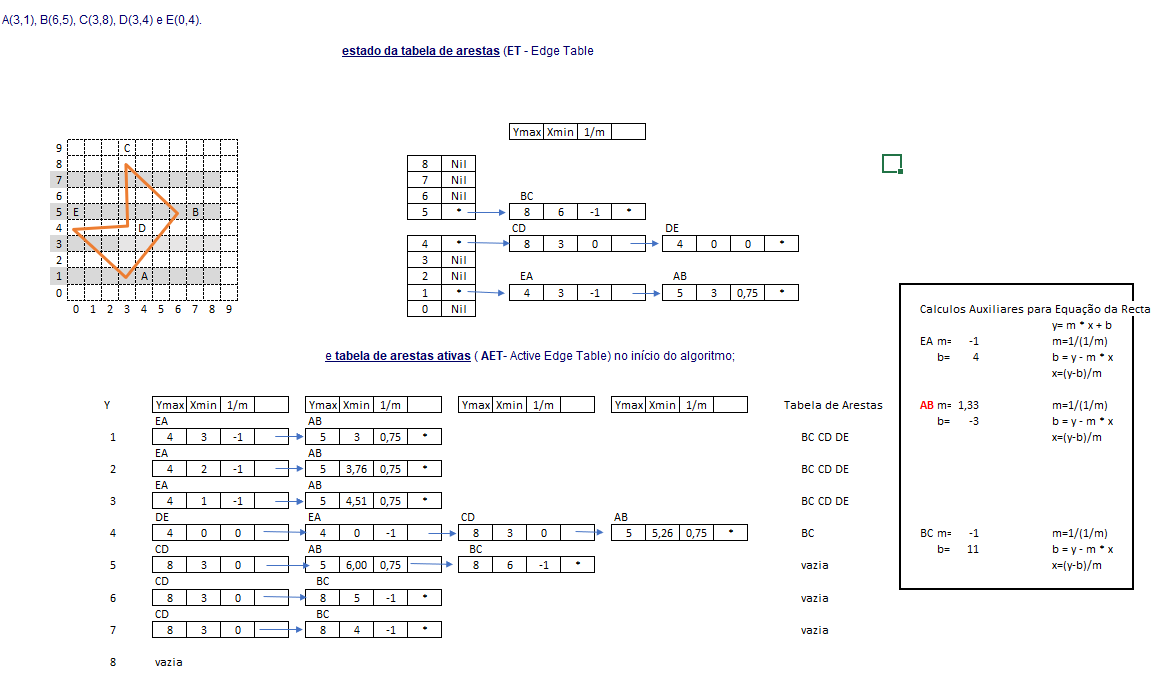 A(3,1), B(6,5), C(3,8), D(3,4) e E(0,4).
estado da tabela de arestas (ET - Edge Table
Ymax Xmin 1/m
9 C
8
7
6
5 E B
4 D
3
2
1 A
0
0 1 2 3 4 5 6 7 8 9
8 Nil
7 Nil
6 Nil
BC
5 * 8 6 -1 *
CD DE
4 * 8 3 0 4 0 0 *
3 Nil
2 Nil
EA AB
1 * 4 3 -1 5 3 0,75 *
0 Nil
e tabela de arestas ativas ( AET- Active Edge Table) no início do algoritmo;
Y Ymax Xmin 1/m Ymax Xmin 1/m Ymax Xmin 1/m Ymax Xmin 1/m Tabela de Arestas
EA AB
1 4 3 -1 5 3 0,75 * BC CD DE
EA AB
2 4 2 -1 5 3,76 0,75 * BC CD DE
EA AB
3 4 1 -1 5 4,51 0,75 * BC CD DE
DE EA CD AB
4 4 0 0 4 0 -1 8 3 0 5 5,26 0,75 * BC
CD AB BC
5 8 3 0 5 6,00 0,75 8 6 -1 * vazia
CD BC
6 8 3 0 8 5 -1 * vazia
CD BC
7 8 3 0 8 4 -1 * vazia
8 vazia
Calculos Auxiliares para Equação da Recta
y= m * x + b
EA m= -1 m=1/(1/m)
b= 4 b = y - m * x
x=(y-b)/m
AB m= 1,33 m=1/(1/m)
b= -3 b = y - m * x
x=(y-b)/m
BC m= -1 m=1/(1/m)
b= 11 b = y - m * x
x=(y-b)/m